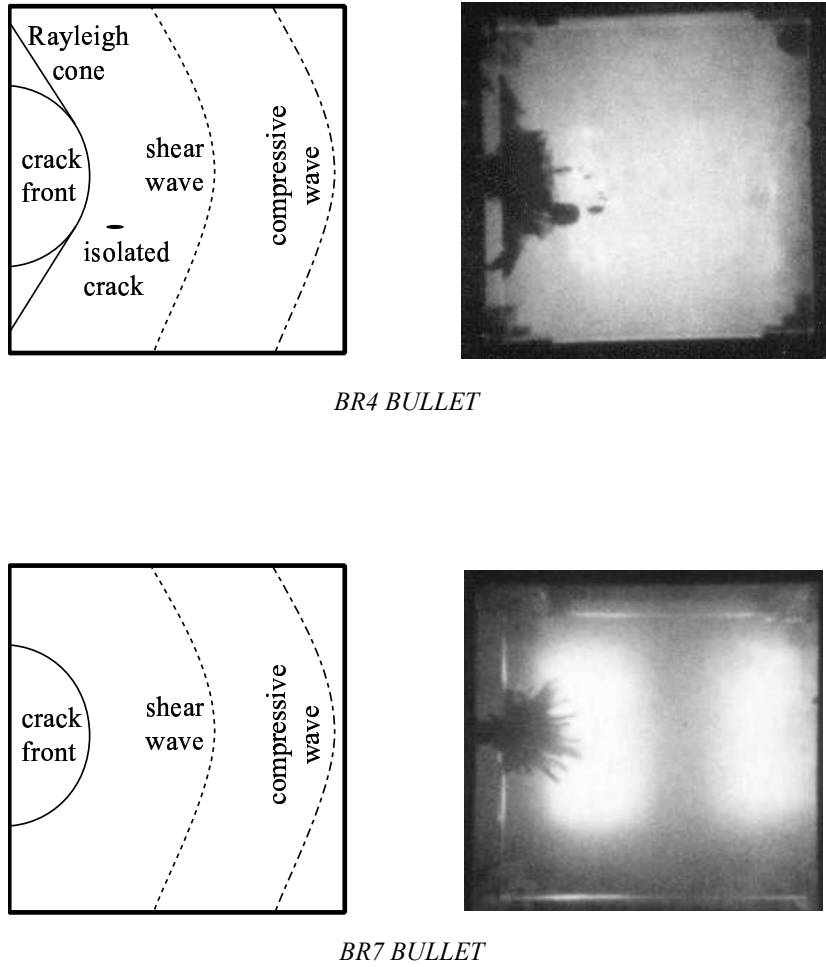 Rayleigh
cone
crack
front
shear
wave
compressive
wave
isolated
crack
BR4 BULLET
crack
front
shear
wave
compressive
wave
BR7 BULLET